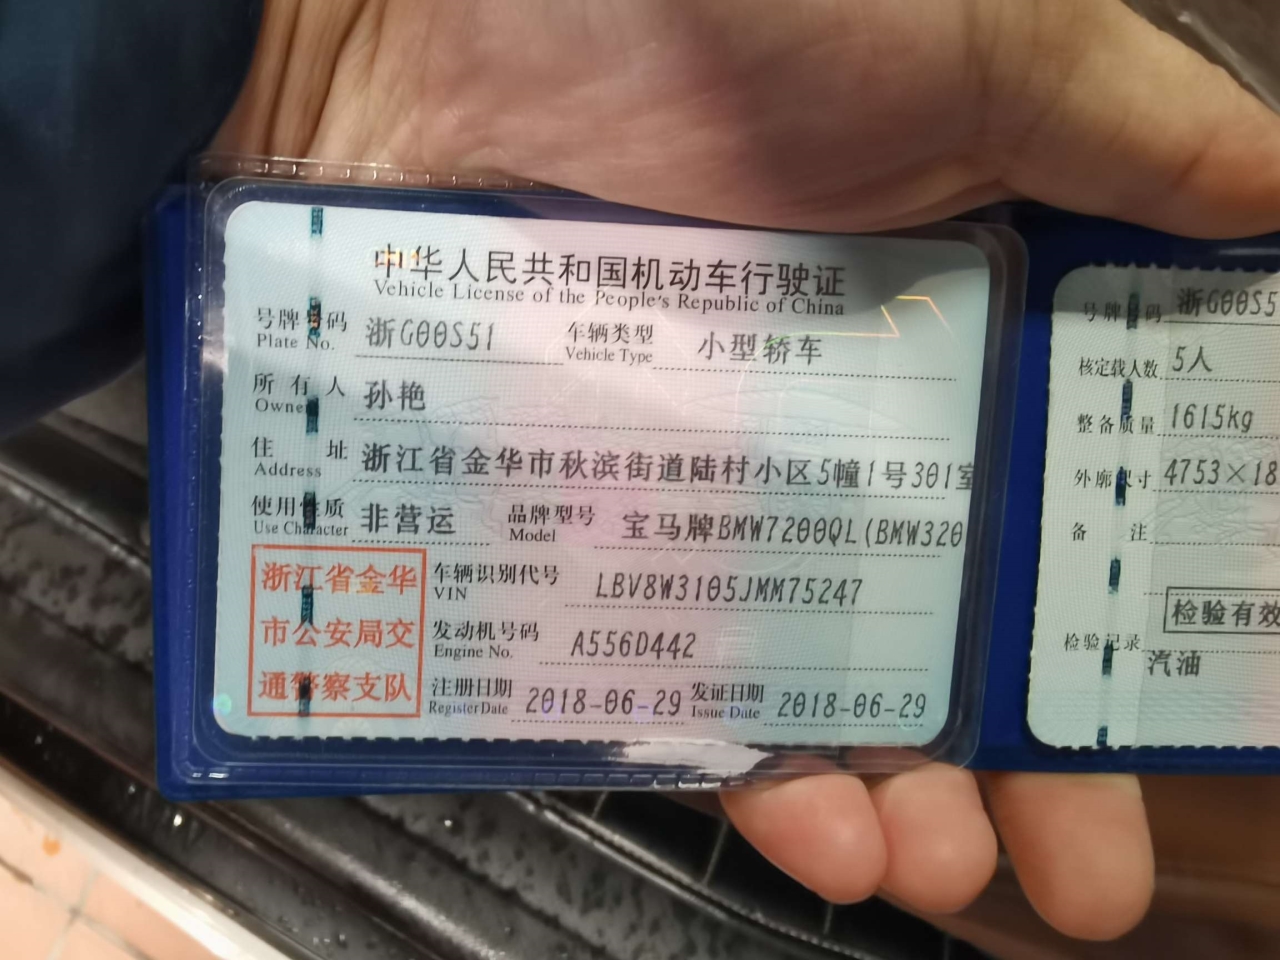 中华人民共和国机动车行驶证
Vehicle License of the People's Republic of China
号牌号码 浙G00S51 车辆类型 小型轿车
Plate No. Vehicle Type
所有人 孙艳
Owner
住址 浙江省金华市秋滨街道陆村小区5幢1号301室
Address
使用性质 非营运 品牌型号 宝马牌BMW7200QL(BMW320
Use Character Model
浙江省金华
市公安局交
通警察支队
车辆识别代号 LBV8W3105JMM75247
VIN
发动机号码 A556D442
Engine No.
注册日期 2018-06-29 发证日期 2018-06-29
Register Date Issue Date
号牌号码 浙G00S5
核定载人数 5人
整备质量 1615kg
外廓尺寸 4753×18
备注
检验有效
检验记录
汽油